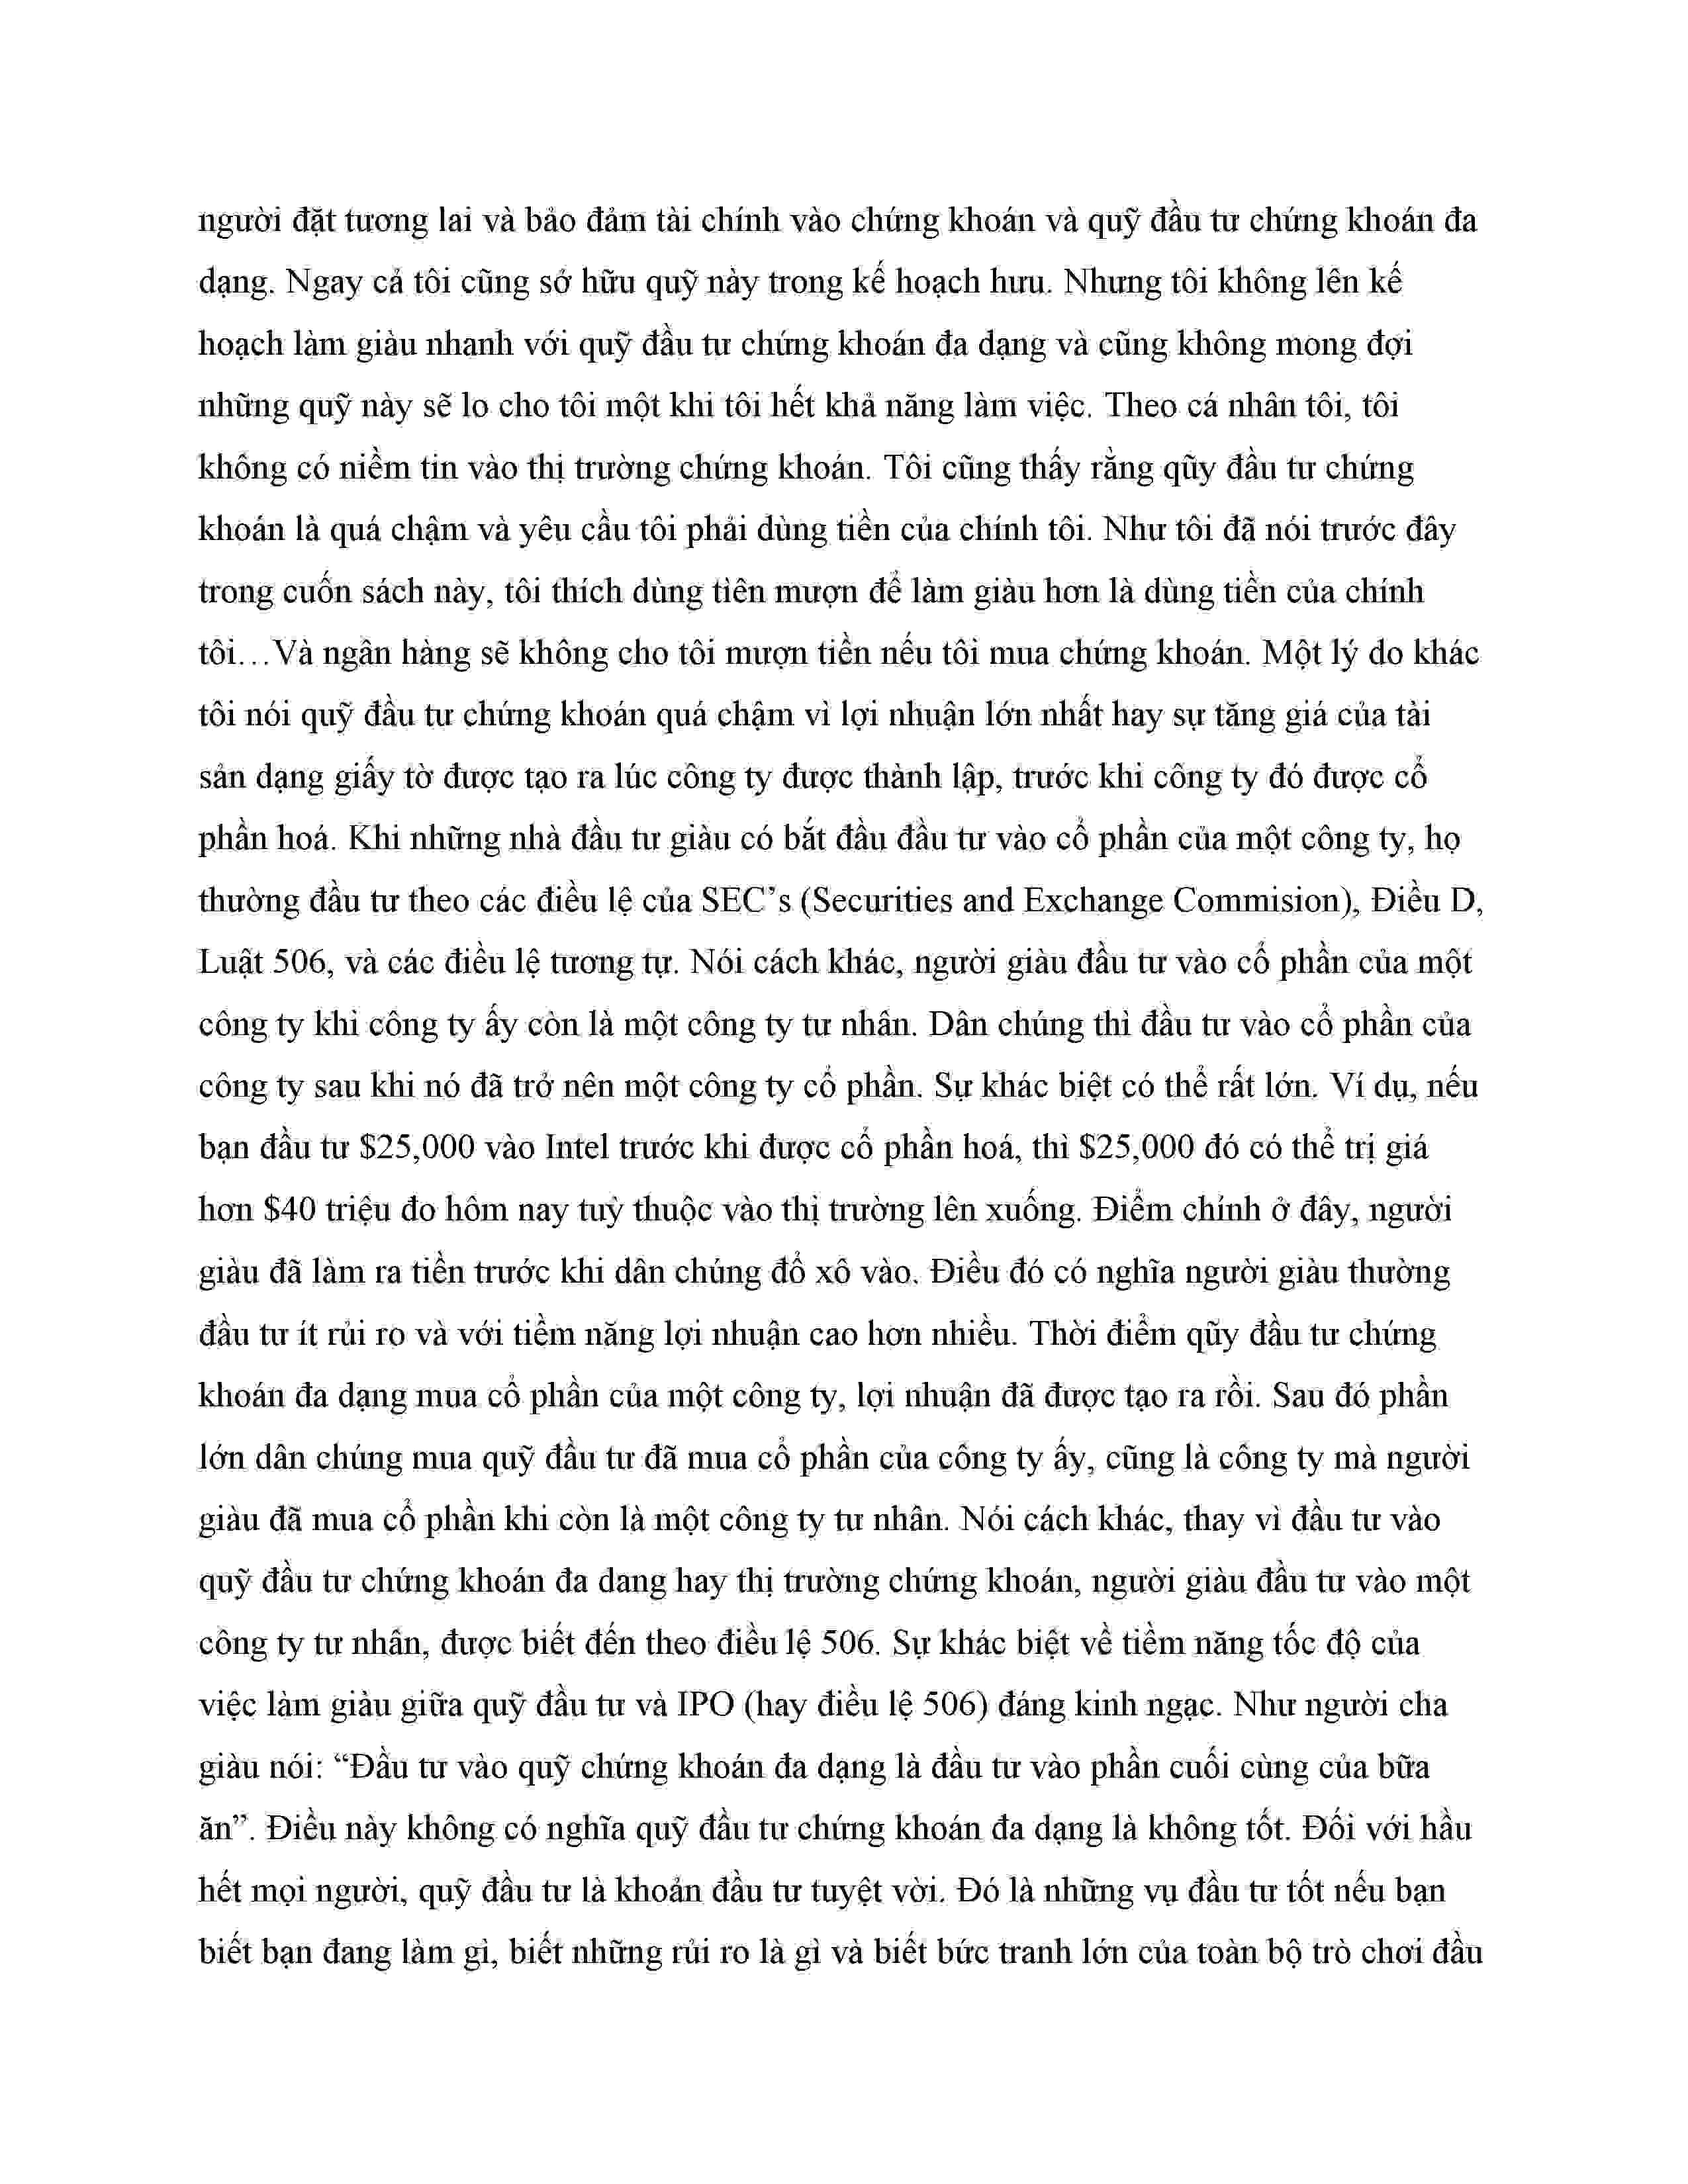 người đặt tương lai và bảo đảm tài chính vào chứng khoán và quỹ đầu tư chứng khoán đa
dạng. Ngay cả tôi cũng sở hữu quỹ này trong kế hoạch hưu. Nhưng tôi không lên kế
hoạch làm giàu nhanh với quỹ đầu tư chứng khoán đa dạng và cũng không mong đợi
những quỹ này sẽ lo cho tôi một khi tôi hết khả năng làm việc. Theo cá nhân tôi, tôi
không có niềm tin vào thị trường chứng khoán. Tôi cũng thấy rằng qũy đầu tư chứng
khoán là quá chậm và yêu cầu tôi phải dùng tiền của chính tôi. Như tôi đã nói trước đây
trong cuốn sách này, tôi thích dùng tìên mượn để làm giàu hơn là dùng tiền của chính
tôi…Và ngân hàng sẽ không cho tôi mượn tiền nếu tôi mua chứng khoán. Một lý do khác
tôi nói quỹ đầu tư chứng khoán quá chậm vì lợi nhuận lớn nhất hay sự tăng giá của tài
sản dạng giấy tờ được tạo ra lúc công ty được thành lập, trước khi công ty đó được cổ
phần hoá. Khi những nhà đầu tư giàu có bắt đầu đầu tư vào cổ phần của một công ty, họ
thường đầu tư theo các điều lệ của SEC’s (Securities and Exchange Commision), Điều D,
Luật 506, và các điều lệ tương tự. Nói cách khác, người giàu đầu tư vào cổ phần của một
công ty khi công ty ấy còn là một công ty tư nhân. Dân chúng thì đầu tư vào cổ phần của
công ty sau khi nó đã trở nên một công ty cổ phần. Sự khác biệt có thể rất lớn. Ví dụ, nếu
bạn đầu tư $25,000 vào Intel trước khi được cổ phần hoá, thì $25,000 đó có thể trị giá
hơn $40 triệu đo hôm nay tuỳ thuộc vào thị trường lên xuống. Điểm chính ở đây, người
giàu đã làm ra tiền trước khi dân chúng đổ xô vào. Điều đó có nghĩa người giàu thường
đầu tư ít rủi ro và với tiềm năng lợi nhuận cao hơn nhiều. Thời điểm qũy đầu tư chứng
khoán đa dạng mua cổ phần của một công ty, lợi nhuận đã được tạo ra rồi. Sau đó phần
lớn dân chúng mua quỹ đầu tư đã mua cổ phần của công ty ấy, cũng là công ty mà người
giàu đã mua cổ phần khi còn là một công ty tư nhân. Nói cách khác, thay vì đầu tư vào
quỹ đầu tư chứng khoán đa dang hay thị trường chứng khoán, người giàu đầu tư vào một
công ty tư nhân, được biết đến theo điều lệ 506. Sự khác biệt về tiềm năng tốc độ của
việc làm giàu giữa quỹ đầu tư và IPO (hay điều lệ 506) đáng kinh ngạc. Như người cha
giàu nói: “Đầu tư vào quỹ chứng khoán đa dạng là đầu tư vào phần cuối cùng của bữa
ăn”. Điều này không có nghĩa quỹ đầu tư chứng khoán đa dạng là không tốt. Đối với hầu
hết mọi người, quỹ đầu tư là khoản đầu tư tuyệt vời. Đó là những vụ đầu tư tốt nếu bạn
biết bạn đang làm gì, biết những rủi ro là gì và biết bức tranh lớn của toàn bộ trò chơi đầu